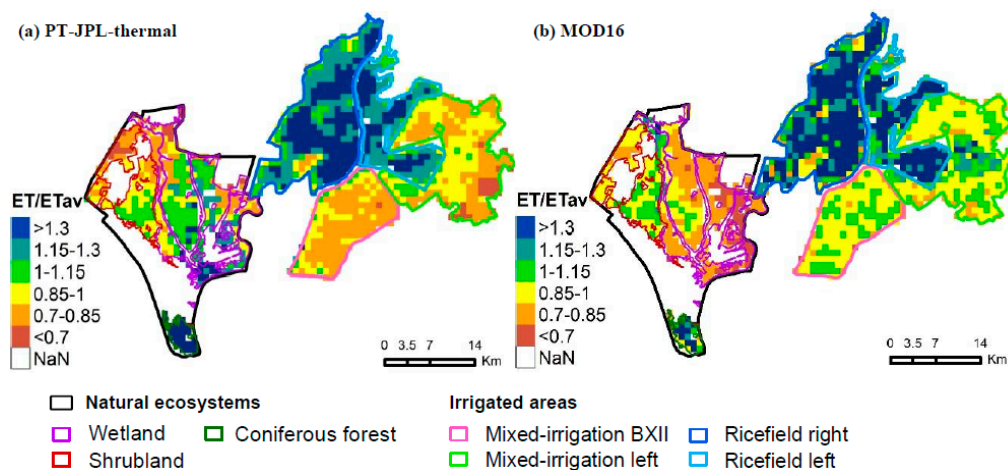 (a) PT-JPL-thermal
ET/ETav
>1.3
1.15-1.3
1-1.15
0.85-1
0.7-0.85
<0.7
NaN
0 3.5 7 14
Km
(b) MOD16
ET/ETav
>1.3
1.15-1.3
1-1.15
0.85-1
0.7-0.85
<0.7
NaN
0 3.5 7 14
Km
Natural ecosystems
Wetland
Coniferous forest
Shrubland
Irrigated areas
Mixed-irrigation BXII
Ricefield right
Mixed-irrigation left
Ricefield left